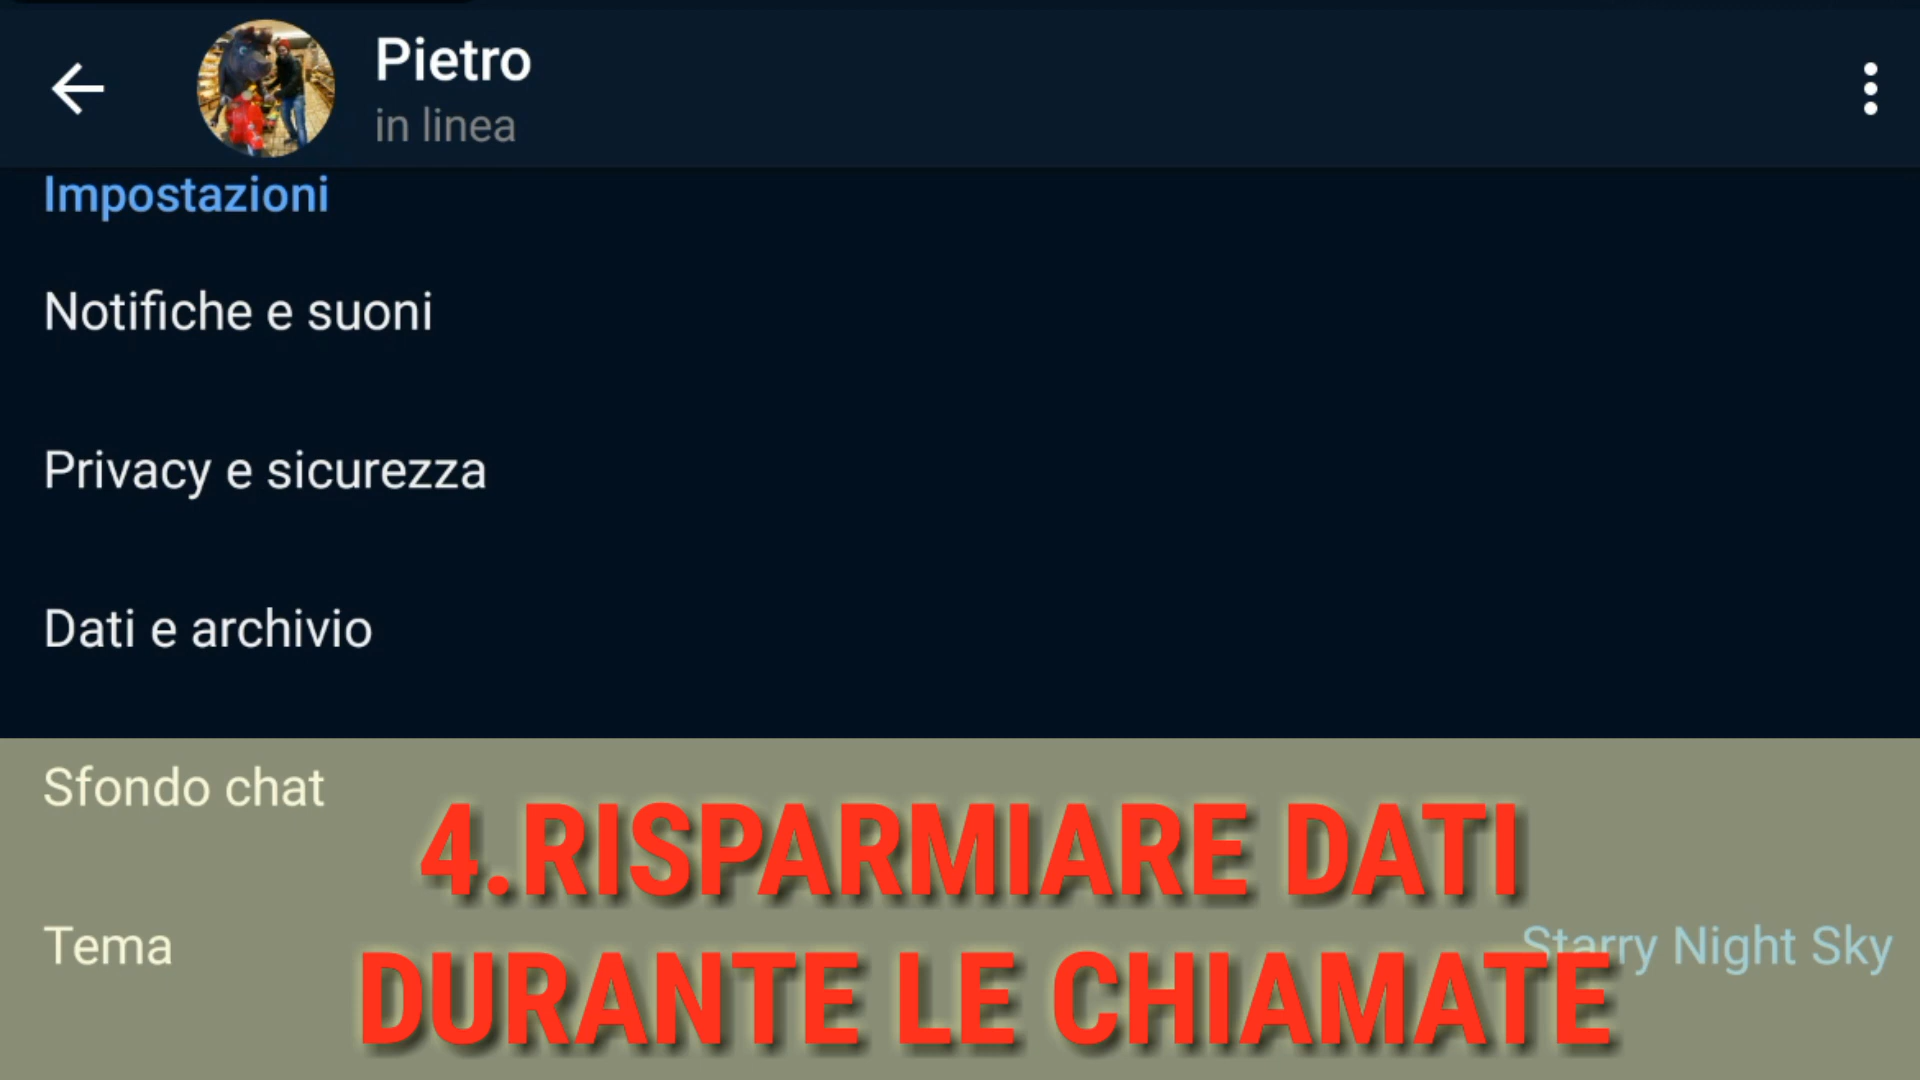 Pietro
in linea
Impostazioni
Notifiche e suoni
Privacy e sicurezza
Dati e archivio
Sfondo chat
4.RISPARMIARE DATI
Tema
Starry Night Sky
DURANTE LE CHIAMATE